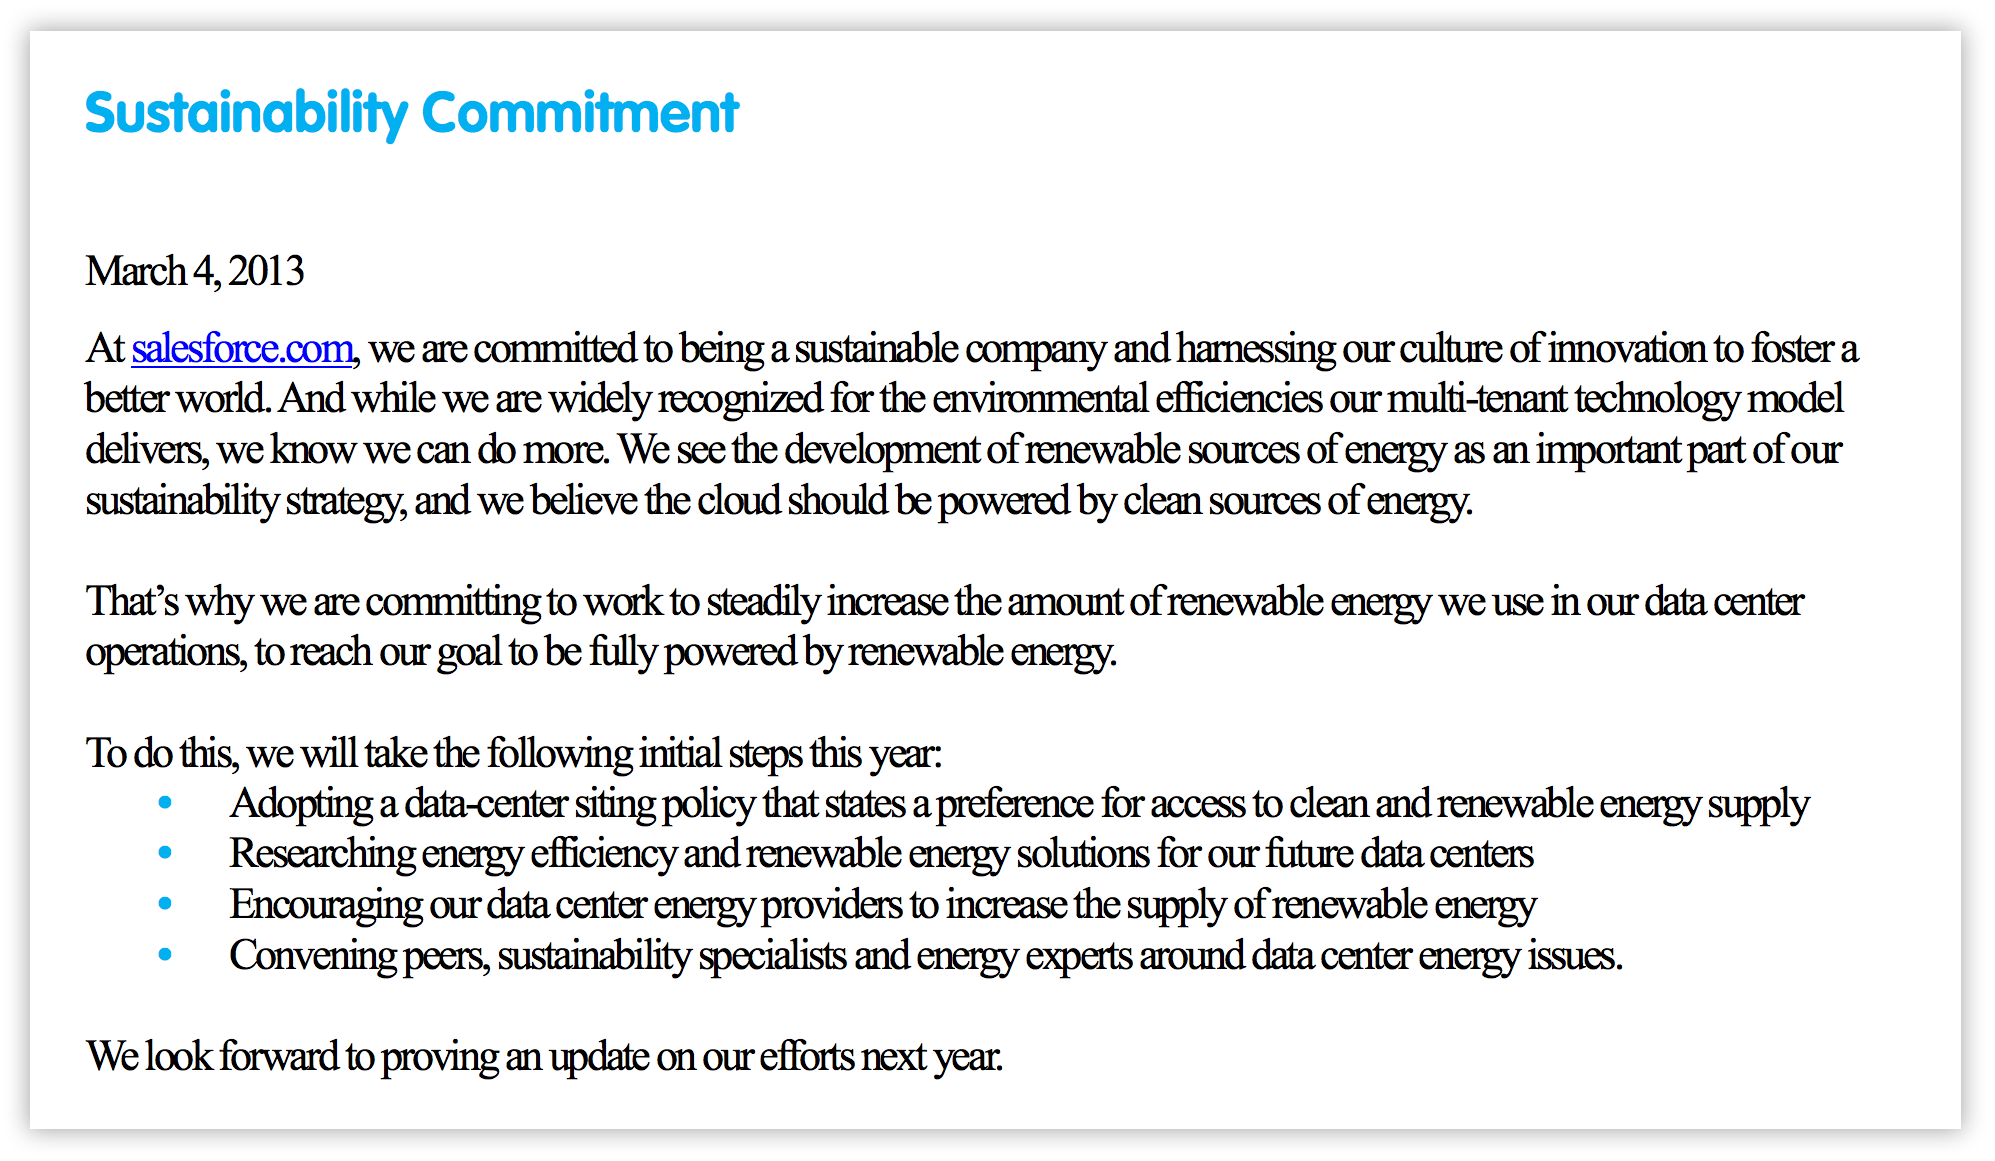 Sustainability Commitment
March 4, 2013
At salesforce.com, we are committed to being a sustainable company and harnessing our culture of innovation to foster a
better world. And while we are widely recognized for the environmental efficiencies our multi-tenant technology model
delivers, we know we can do more. We see the development of renewable sources of energy as an important part of our
sustainability strategy, and we believe the cloud should be powered by clean sources of energy.
That’s why we are committing to work to steadily increase the amount of renewable energy we use in our data center
operations, to reach our goal to be fully powered by renewable energy.
To do this, we will take the following initial steps this year:
• Adopting a data-center siting policy that states a preference for access to clean and renewable energy supply
• Researching energy efficiency and renewable energy solutions for our future data centers
• Encouraging our data center energy providers to increase the supply of renewable energy
• Convening peers, sustainability specialists and energy experts around data center energy issues.
We look forward to proving an update on our efforts next year.